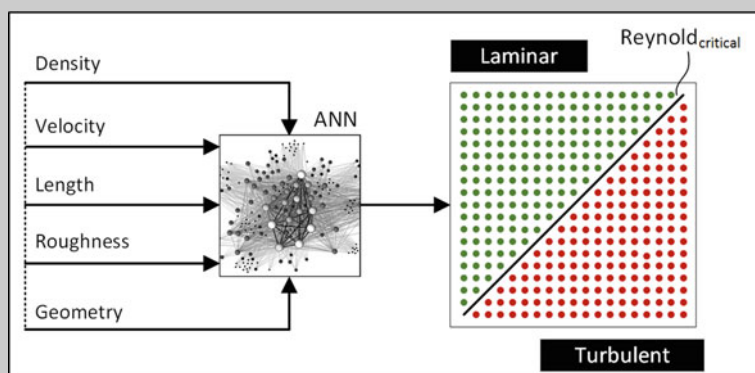 Density
Velocity
Length
Roughness
Geometry
ANN
Laminar
Reynold critical
Turbulent